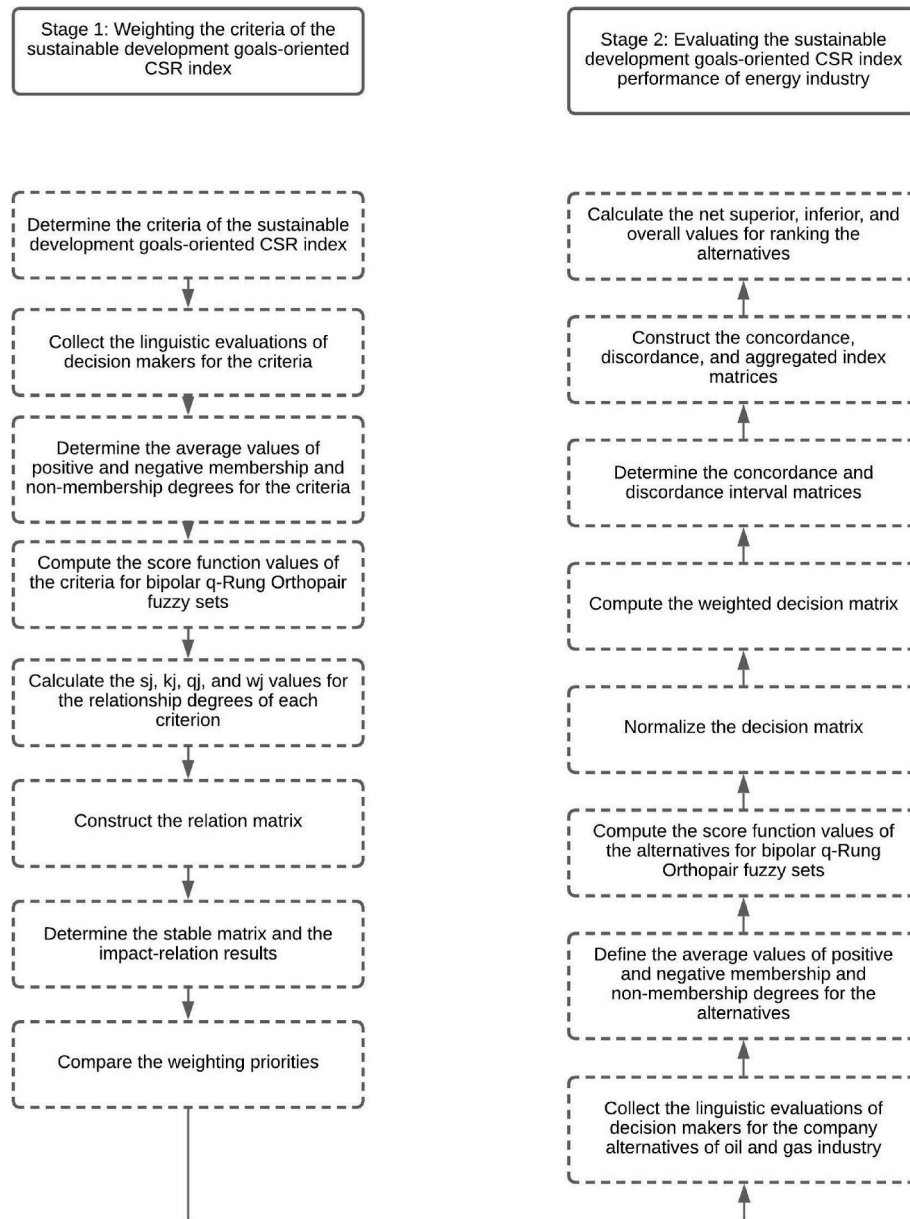 Stage 1: Weighting the criteria of the
sustainable development goals-oriented
CSR index
Determine the criteria of the sustainable
development goals-oriented CSR index
Collect the linguistic evaluations of
decision makers for the criteria
Determine the average values of
positive and negative membership and
non-membership degrees for the criteria
Compute the score function values of
the criteria for bipolar q-Rung Orthopair
fuzzy sets
Calculate the sj, kj, qj, and wj values for
the relationship degrees of each
criterion
Construct the relation matrix
Determine the stable matrix and the
impact-relation results
Compare the weighting priorities
Stage 2: Evaluating the sustainable
development goals-oriented CSR index
performance of energy industry
Calculate the net superior, inferior, and
overall values for ranking the
alternatives
Construct the concordance,
discordance, and aggregated index
matrices
Determine the concordance and
discordance interval matrices
Compute the weighted decision matrix
Normalize the decision matrix
Compute the score function values of
the alternatives for bipolar q-Rung
Orthopair fuzzy sets
Define the average values of positive
and negative membership and
non-membership degrees for the
alternatives
Collect the linguistic evaluations of
decision makers for the company
alternatives of oil and gas industry